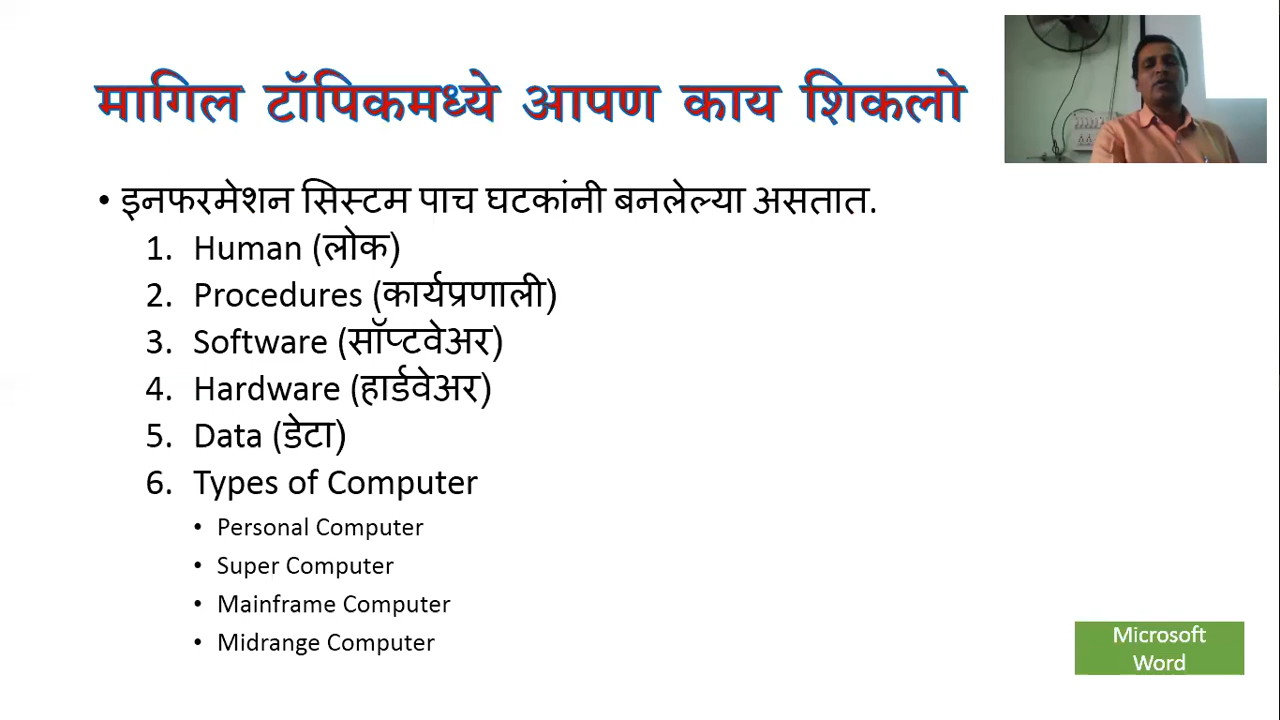 मागिल टॉपिकमध्ये आपण काय शिकलो
• इनफरमेशन सिस्टम पाच घटकांनी बनलेल्या असतात.
1. Human (लोक)
2. Procedures (कार्यप्रणाली)
3. Software (सॉप्टवेअर)
4. Hardware (हार्डवेअर)
5. Data (डेटा)
6. Types of Computer
• Personal Computer
• Super Computer
• Mainframe Computer
• Midrange Computer
Microsoft
Word